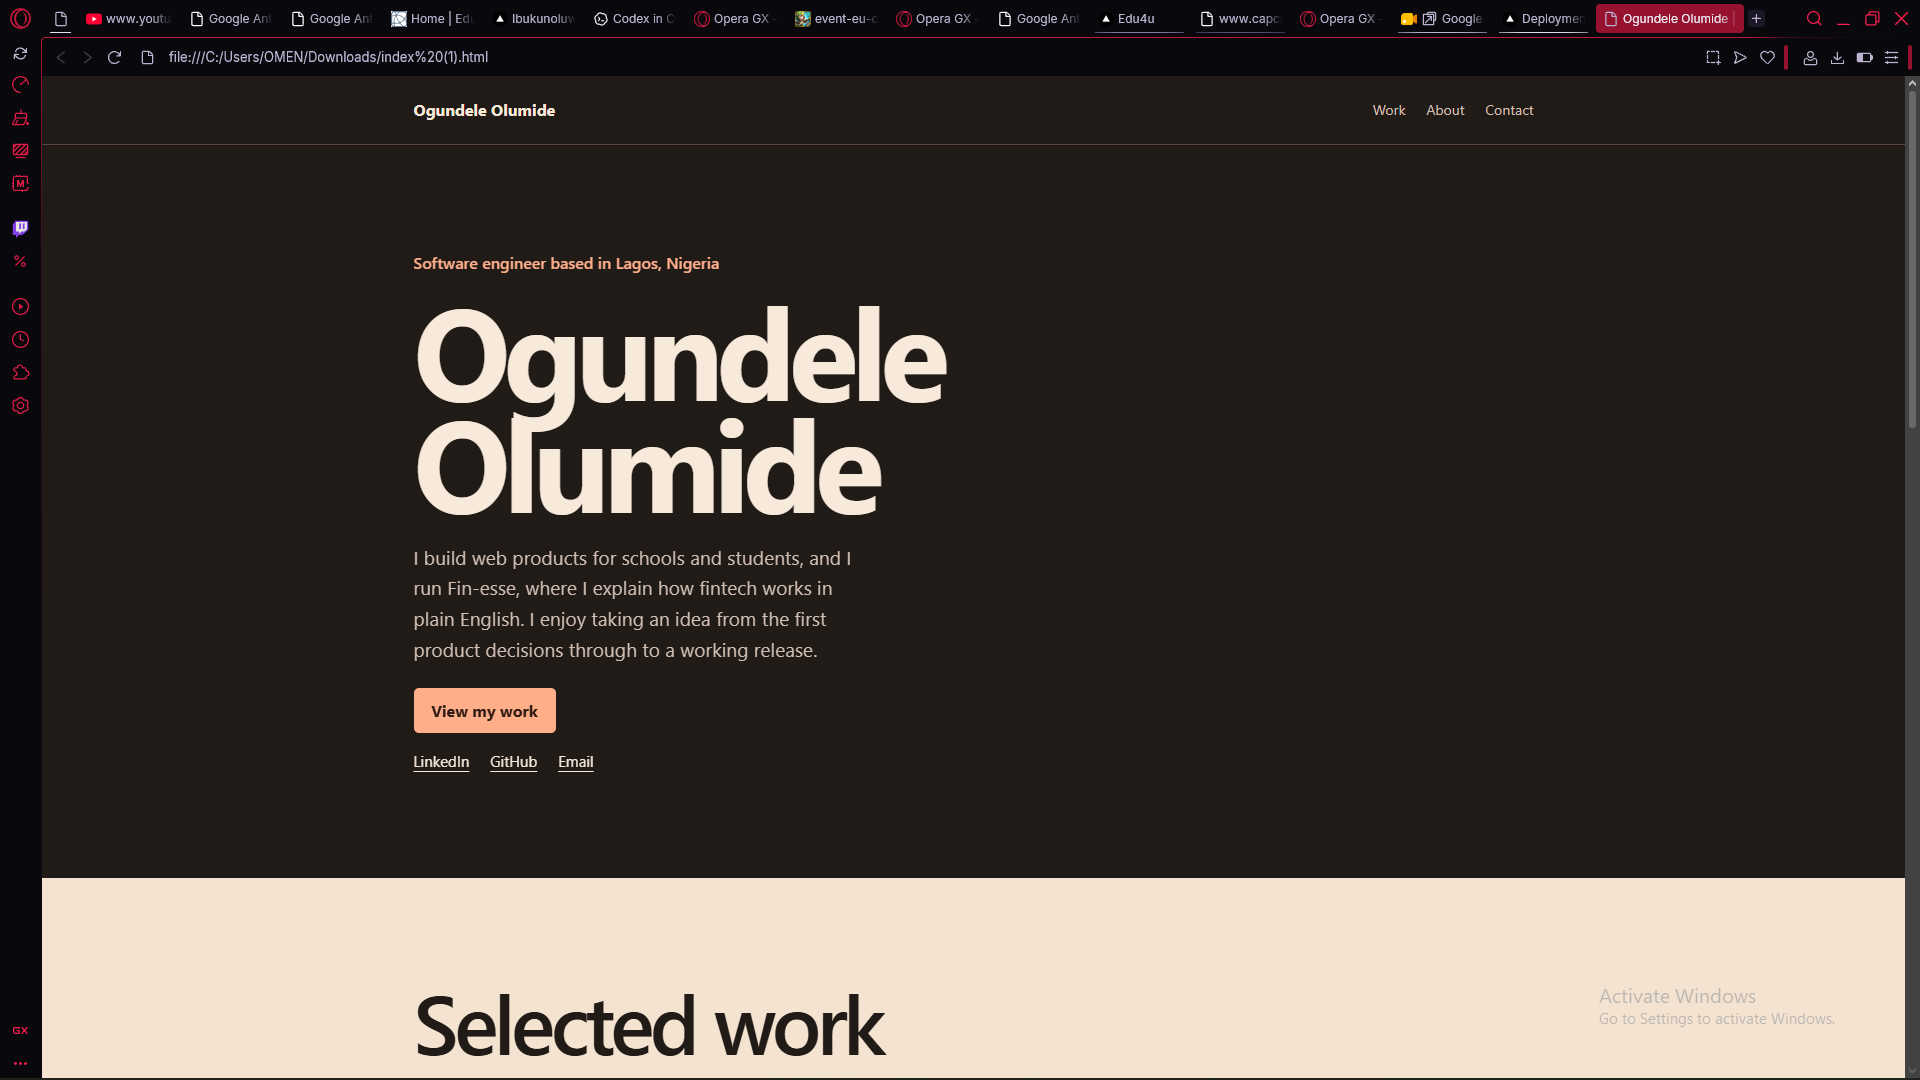 www.youtu
Google Ant
Google Ant
Home | Edu
Ibukunoluw
Codex in C
Opera GX -
event-eu-c
Opera GX -
Google Ant
Edu4u
www.capc
Opera GX -
Google
Deploymen
Ogundele Olumide
file:///C:/Users/OMEN/Downloads/index%20(1).html
Ogundele Olumide
Work About Contact
Software engineer based in Lagos, Nigeria
Ogundele
Olumide
I build web products for schools and students, and I
run Fin-esse, where I explain how fintech works in
plain English. I enjoy taking an idea from the first
product decisions through to a working release.
View my work
LinkedIn GitHub Email
Selected work
Activate Windows
Go to Settings to activate Windows.
GX